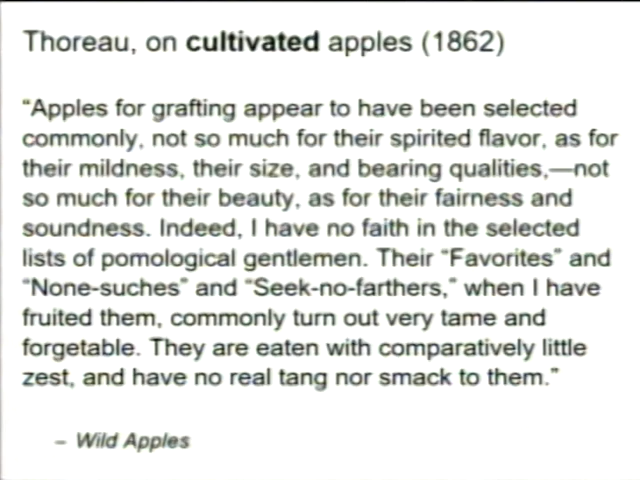 Thoreau, on cultivated apples (1862)
“Apples for grafting appear to have been selected
commonly, not so much for their spirited flavor, as for
their mildness, their size, and bearing qualities,—not
so much for their beauty, as for their fairness and
soundness. Indeed, I have no faith in the selected
lists of pomological gentlemen. Their “Favorites” and
“None-suches” and “Seek-no-farthers,” when I have
fruited them, commonly turn out very tame and
forgetable. They are eaten with comparatively little
zest, and have no real tang nor smack to them.”
– Wild Apples